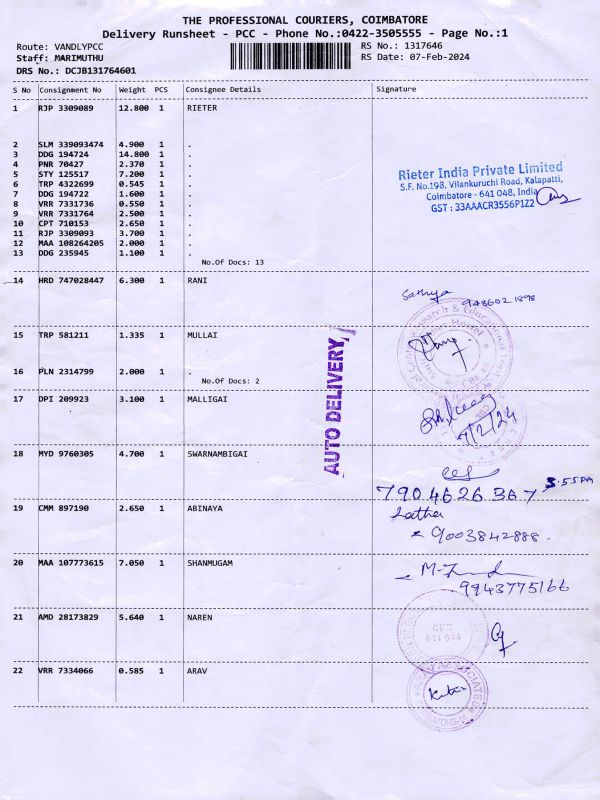 THE PROFESSIONAL COURIERS, COIMBATORE
Delivery Runsheet - PCC - Phone No.:0422-3505555 - Page No.:1
Route: VANDLYPCC RS No.: 1317646
Staff: MARIMUTHU RS Date: 07-Feb-2024
DRS No.: DCJB131764601
S No Consignment No Weight PCS Consignee Details Signature
1 RJP 3309089 12.800 1 RIETER
2 SLM 339093474 4.900 1 .
3 DDG 194724 14.800 1 .
4 PNR 70427 2.370 1 .
5 STY 125517 7.200 1 .
6 TRP 4322699 0.545 1 .
7 DDG 194722 1.600 1 .
8 VRR 7331736 0.550 1 .
9 VRR 7331764 2.500 1 .
10 CPT 710153 2.650 1 .
11 RJP 3309093 3.700 1 .
12 MAA 108264205 2.000 1 .
13 DDG 235945 1.100 1 .
No.Of Docs: 13
Rieter India Private Limited
S.F. No.198, Vilankuruchi Road, Kalapatti,
Coimbatore - 641 048. India
GST : 33AAACR3556P1Z2
14 HRD 747028447 6.300 1 RANI
Sathya
9486021898
15 TRP 581211 1.335 1 MULLAI
16 PLN 2314799 2.000 1 .
No.Of Docs: 2
AUTO DELIVERY
17 DPI 209923 3.100 1 MALLIGAI
7/2/24
18 MYD 9760305 4.700 1 SWARNAMBIGAI
7904626367 3.55PM
19 CMM 897190 2.650 1 ABINAYA
Latha
9003842888.
20 MAA 107773615 7.050 1 SHANMUGAM
9943775166
21 AMD 28173829 5.640 1 NAREN
22 VRR 7334066 0.585 1 ARAV